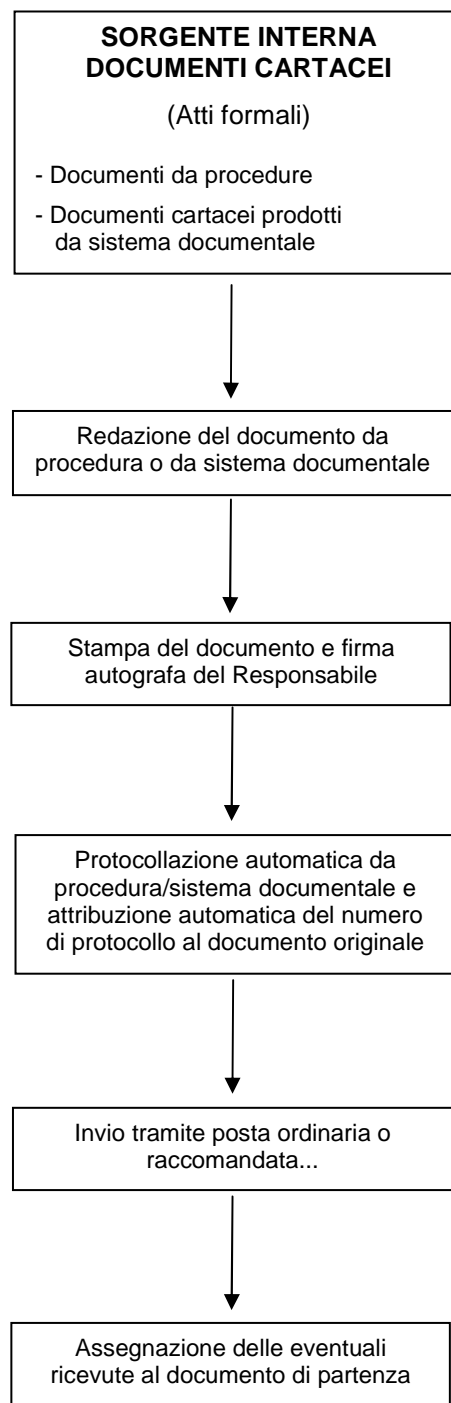 SORGENTE INTERNA
DOCUMENTI CARTACEI
(Atti formali)
- Documenti da procedure
- Documenti cartacei prodotti
da sistema documentale
Redazione del documento da
procedura o da sistema documentale
Stampa del documento e firma
autografa del Responsabile
Protocollazione automatica da
procedura/sistema documentale e
attribuzione automatica del numero
di protocollo al documento originale
Invio tramite posta ordinaria o
raccomandata...
Assegnazione delle eventuali
ricevute al documento di partenza